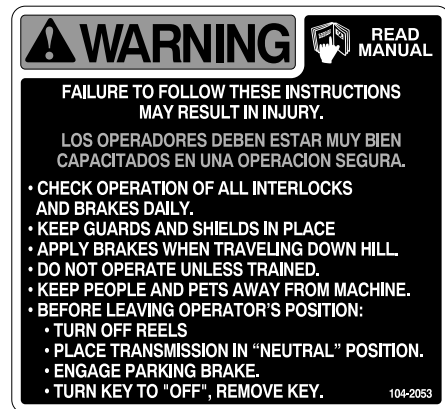 WARNING
READ
MANUAL
FAILURE TO FOLLOW THESE INSTRUCTIONS
MAY RESULT IN INJURY.
LOS OPERADORES DEBEN ESTAR MUY BIEN
CAPACITADOS EN UNA OPERACION SEGURA.
• CHECK OPERATION OF ALL INTERLOCKS
AND BRAKES DAILY.
• KEEP GUARDS AND SHIELDS IN PLACE
• APPLY BRAKES WHEN TRAVELING DOWN HILL.
• DO NOT OPERATE UNLESS TRAINED.
• KEEP PEOPLE AND PETS AWAY FROM MACHINE.
• BEFORE LEAVING OPERATOR'S POSITION:
• TURN OFF REELS
• PLACE TRANSMISSION IN “NEUTRAL” POSITION.
• ENGAGE PARKING BRAKE.
• TURN KEY TO "OFF", REMOVE KEY. 104-2053